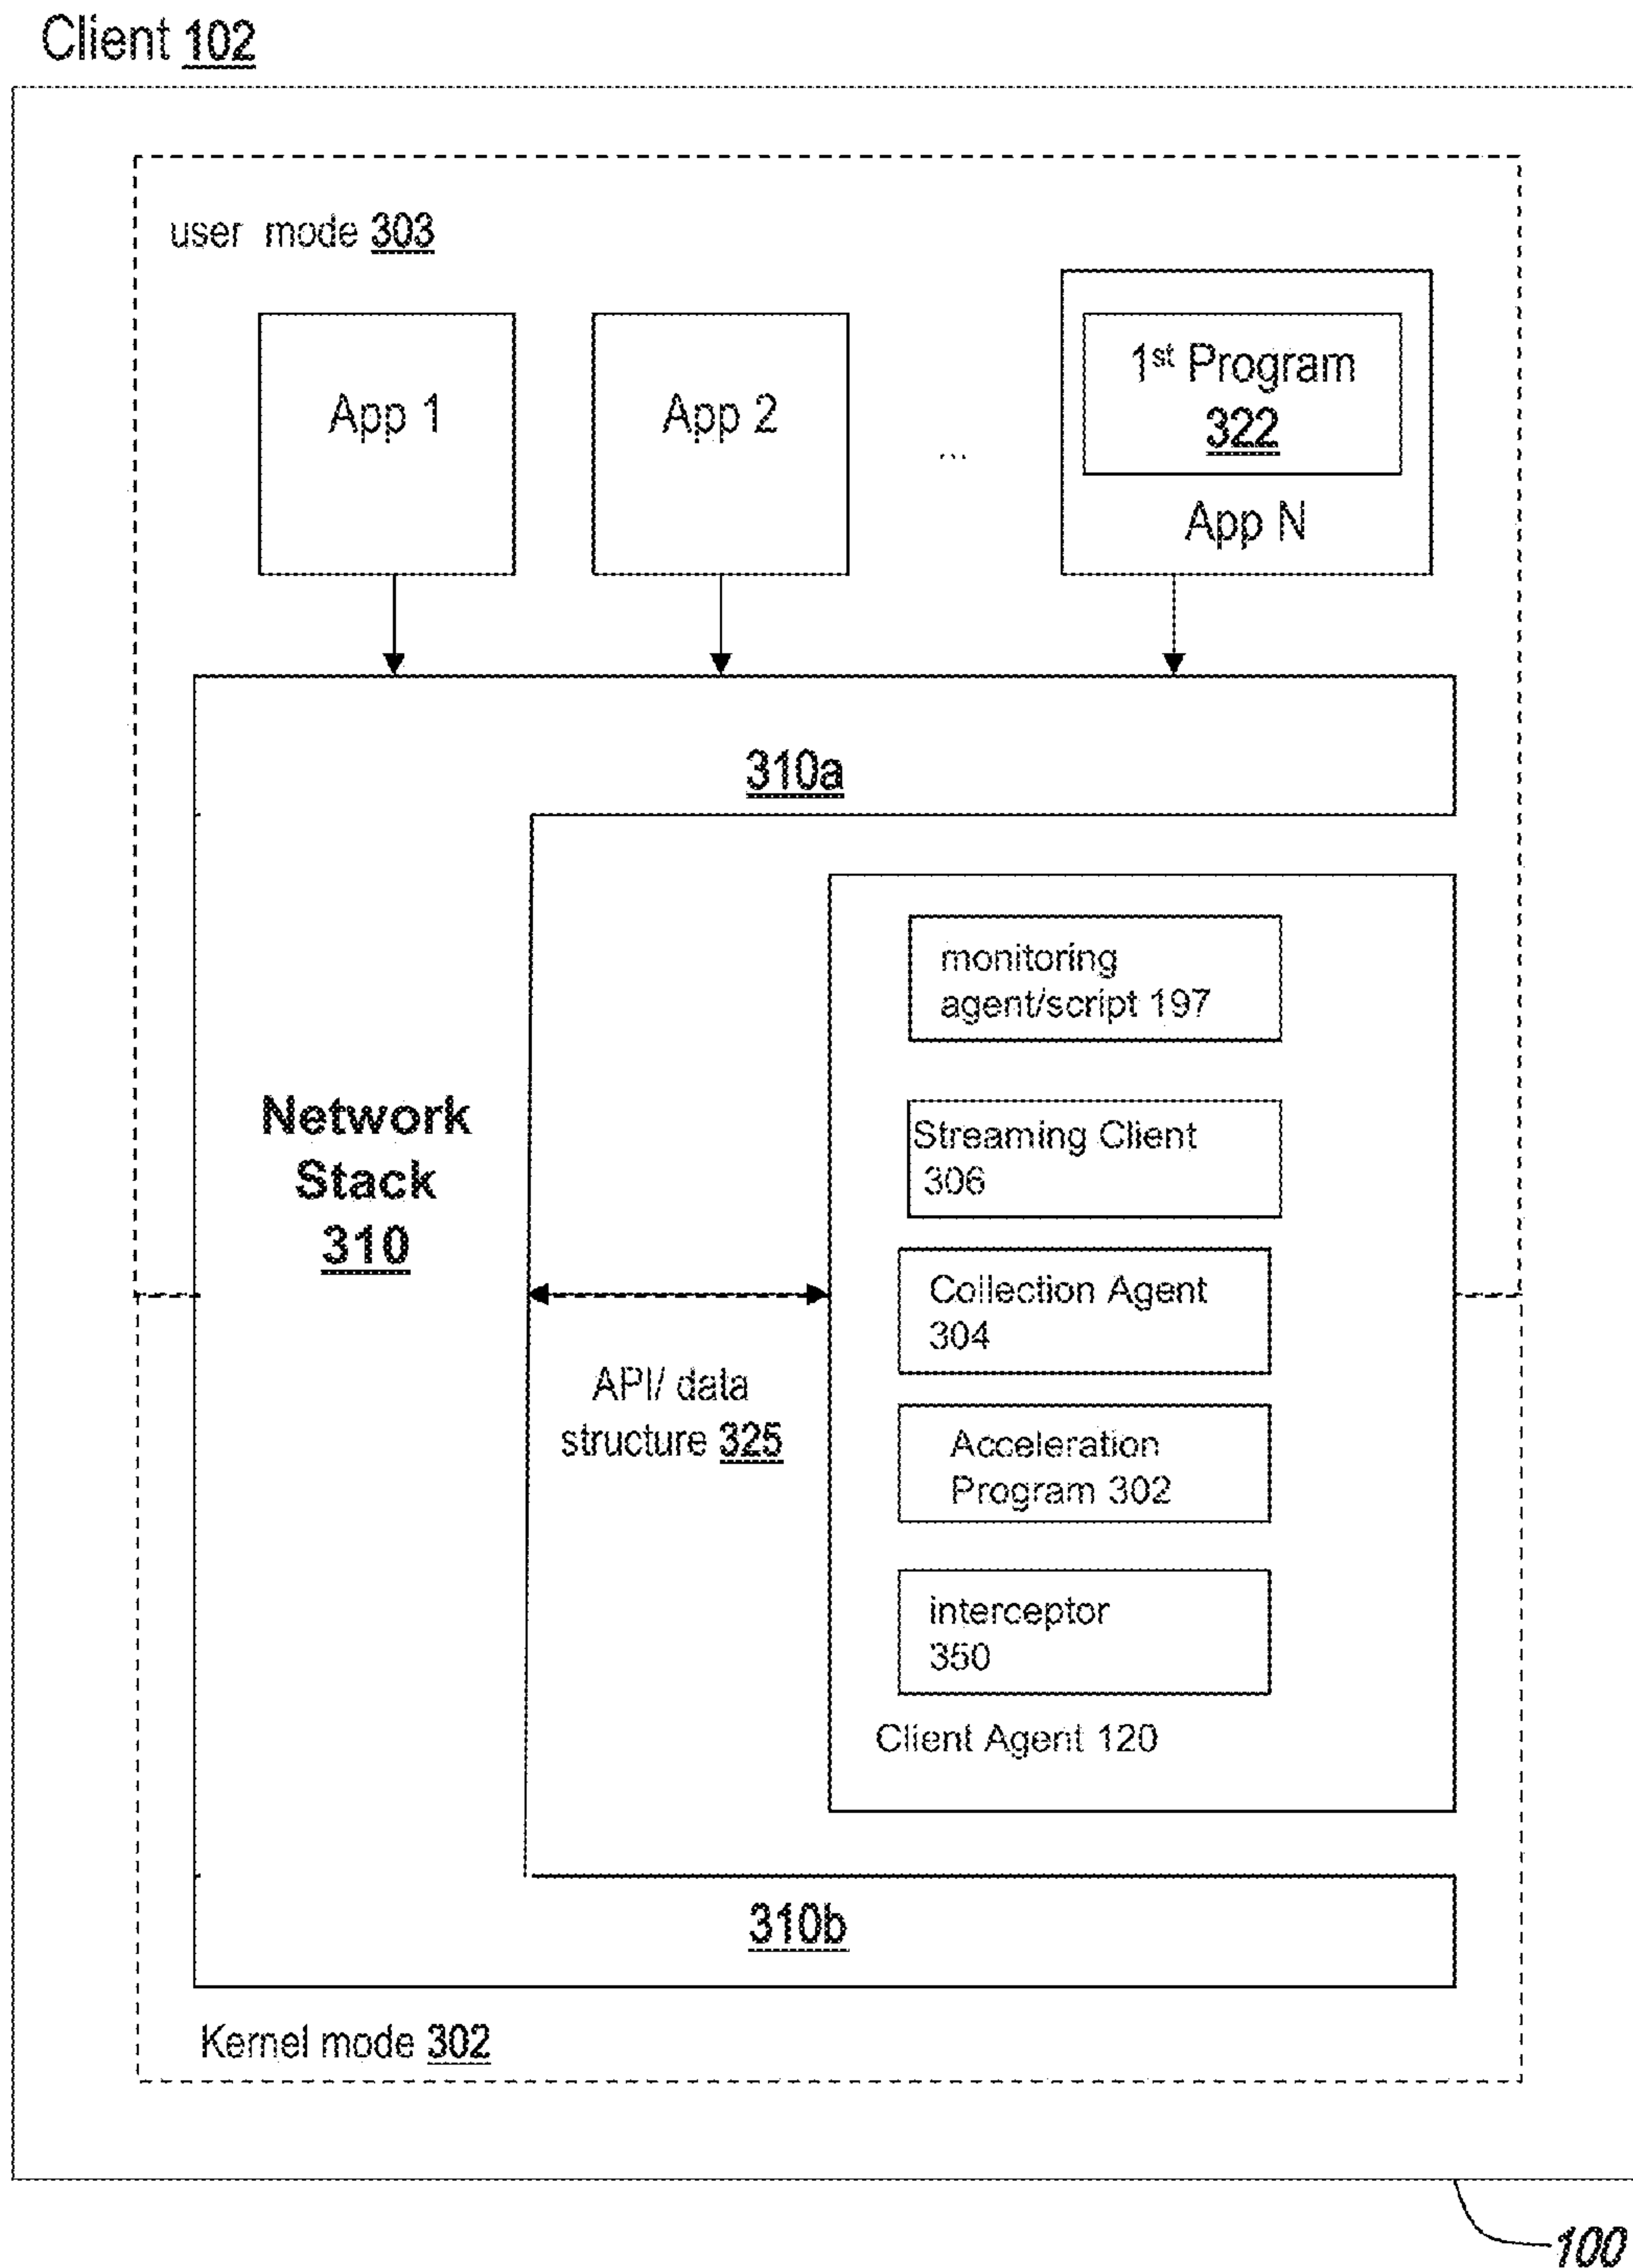 Client 102
user mode 303
App 1
App 2
...
1st Program
322
App N
310a
Network
Stack
310
API/ data
structure 325
monitoring
agent/script 197
Streaming Client
306
Collection Agent
304
Acceleration
Program 302
interceptor
350
Client Agent 120
310b
Kernel mode 302
100